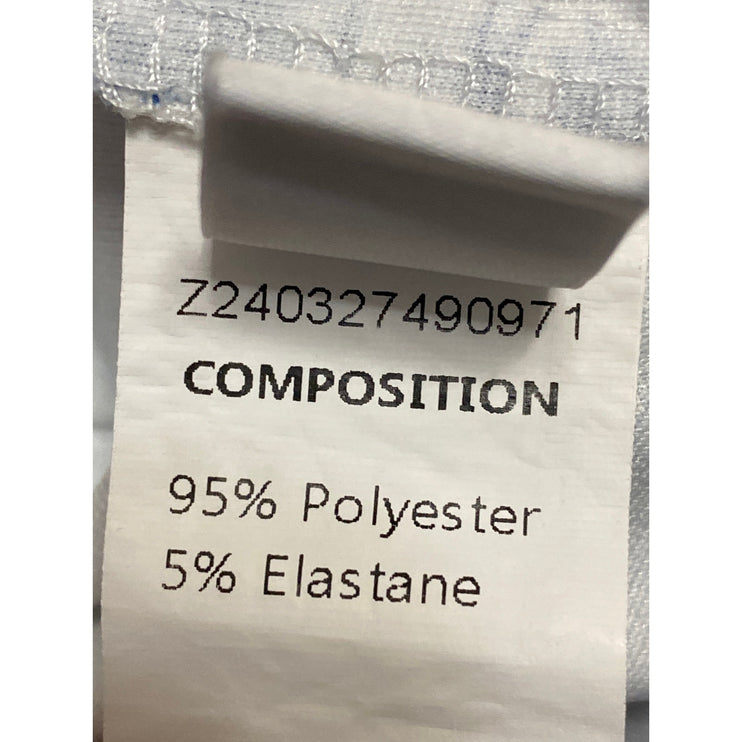 Z240327490971
COMPOSITION
95% Polyester
5% Elastane